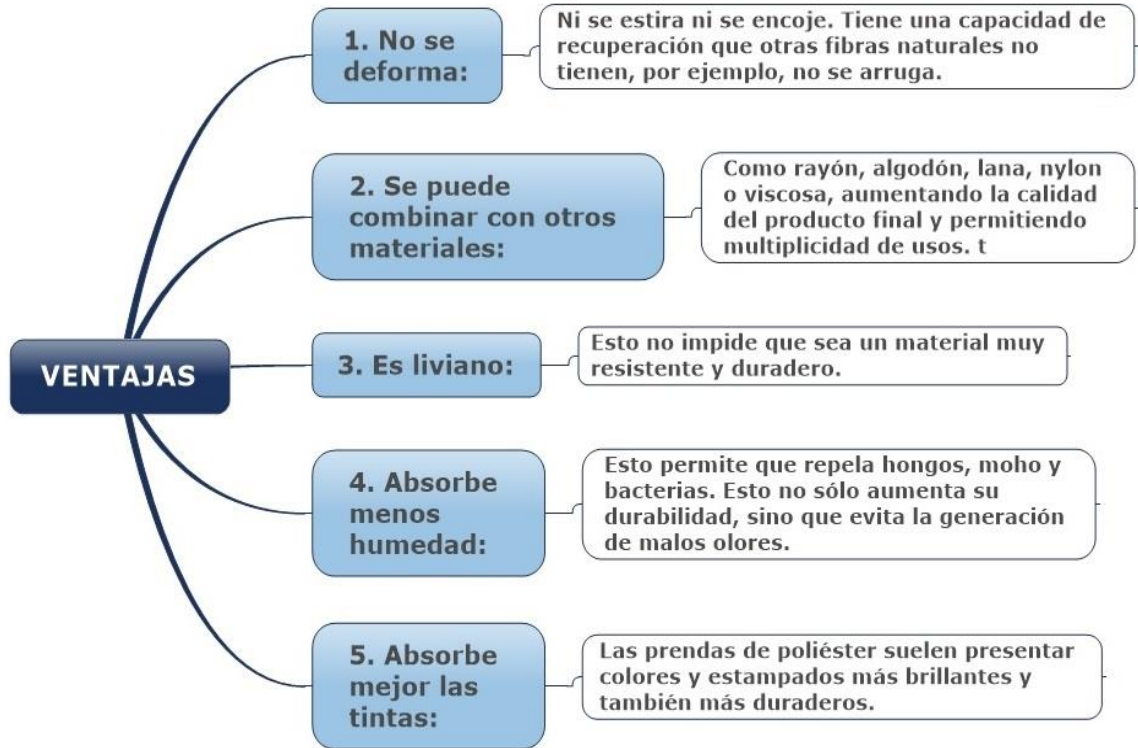 VENTAJAS
1. No se
deforma:
Ni se estira ni se encoje. Tiene una capacidad de
recuperación que otras fibras naturales no
tienen, por ejemplo, no se arruga.
2. Se puede
combinar con otros
materiales:
Como rayón, algodón, lana, nylon
o viscosa, aumentando la calidad
del producto final y permitiendo
multiplicidad de usos. t
3. Es liviano:
Esto no impide que sea un material muy
resistente y duradero.
4. Absorbe
menos
humedad:
Esto permite que repela hongos, moho y
bacterias. Esto no sólo aumenta su
durabilidad, sino que evita la generación
de malos olores.
5. Absorbe
mejor las
tintas:
Las prendas de poliéster suelen presentar
colores y estampados más brillantes y
también más duraderos.